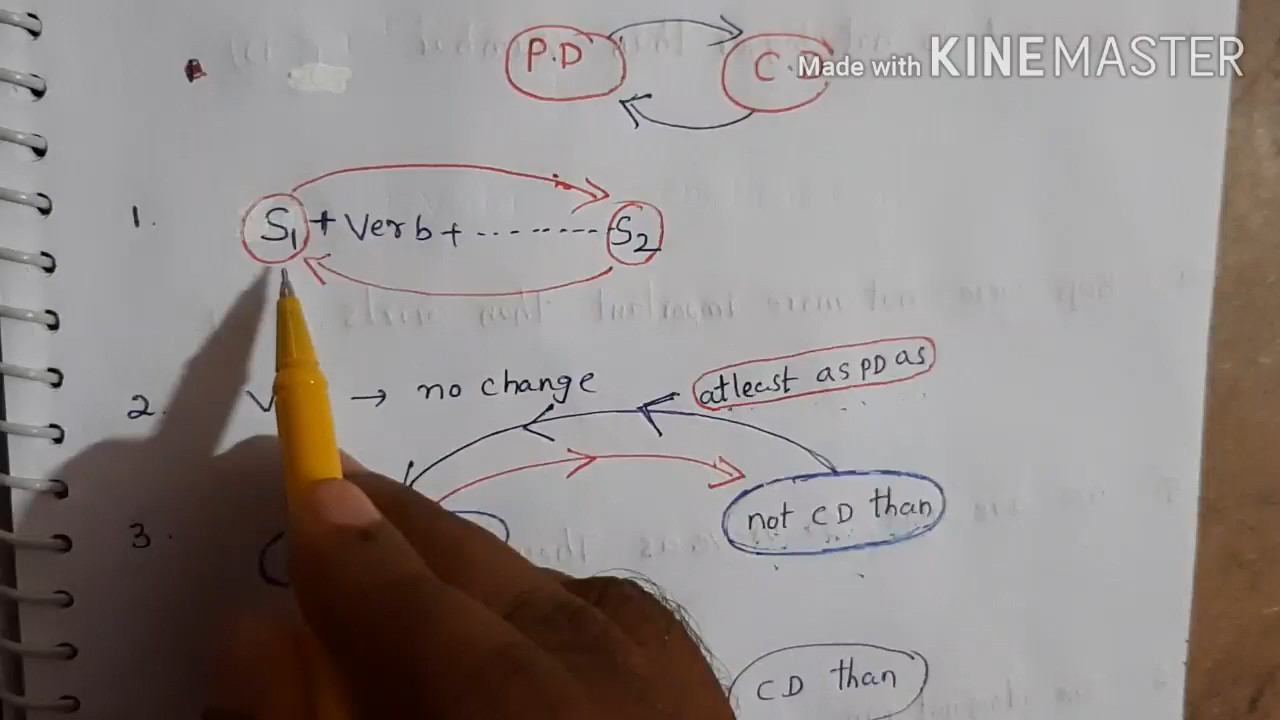 P.D C.D
Made with KINEMASTER
1. S1 + Verb + -------- S2
2. V → no change atleast as PD as
3. not CD than
CD than